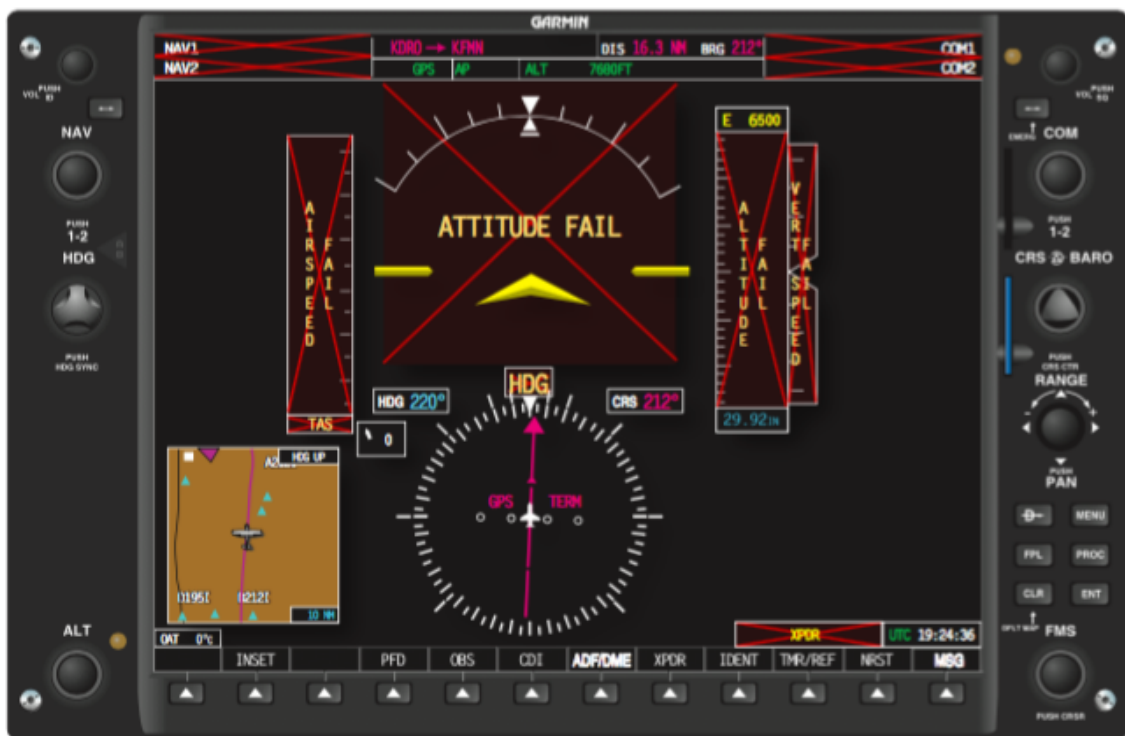 GARMIN
NAV1 KDRO → KFMN DIS 16.3 NM BRG 212° COM1
NAV2 GPS AP ALT 7600FT COM2
VOL PUSH ID
VOL PUSH SQ
NAV
EMERG
COM
E 6500
PUSH
1-2
HDG
PUSH
1-2
CRS BARO
AIRSPEED FAIL
ATTITUDE FAIL
ALTITUDE FAIL
VERT SPEED FAIL
PUSH
HDG SYNC
PUSH
CRS CTR
RANGE
- +
HDG
HDG 220°
CRS 212°
29.92IN
TAS
0
PUSH
PAN
HDG UP
GPS TERM
MENU
FPL PROC
CLR ENT
DFLT MAP
FMS
10 NM
ALT
OAT 0°C
XPDR
UTC 19:24:36
INSET PFD OBS CDI ADF/DME XPDR IDENT TMR/REF NRST MSG
PUSH CRSR